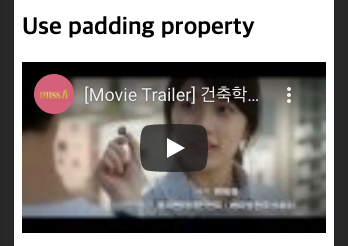 Use padding property
miss A [Movie Trailer] 건축학...